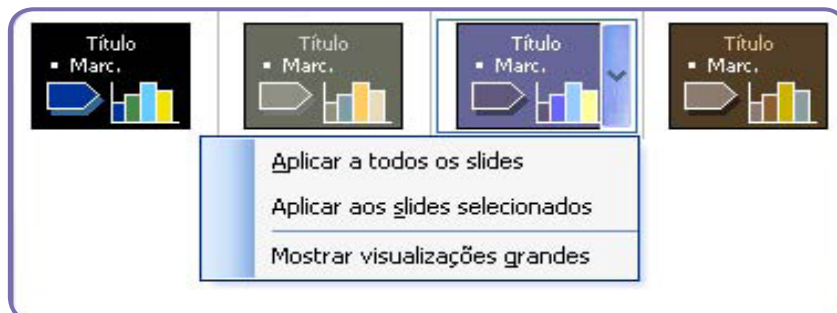 Título
▪ Marc.
Título
▪ Marc.
Título
▪ Marc.
Título
▪ Marc.
Aplicar a todos os slides
Aplicar aos slides selecionados
Mostrar visualizações grandes